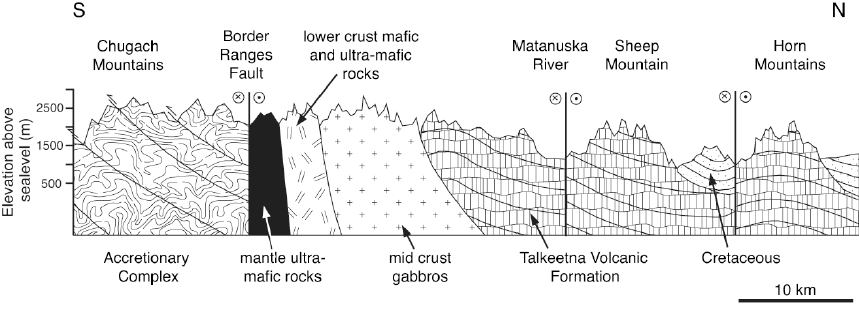 S
N
Chugach
Mountains
Border
Ranges
Fault
lower crust mafic
and ultra-mafic
rocks
Matanuska
River
Sheep
Mountain
Horn
Mountains
Elevation above
sealevel (m)
2500
1500
500
Accretionary
Complex
mantle ultra-
mafic rocks
mid crust
gabbros
Talkeetna Volcanic
Formation
Cretaceous
10 km